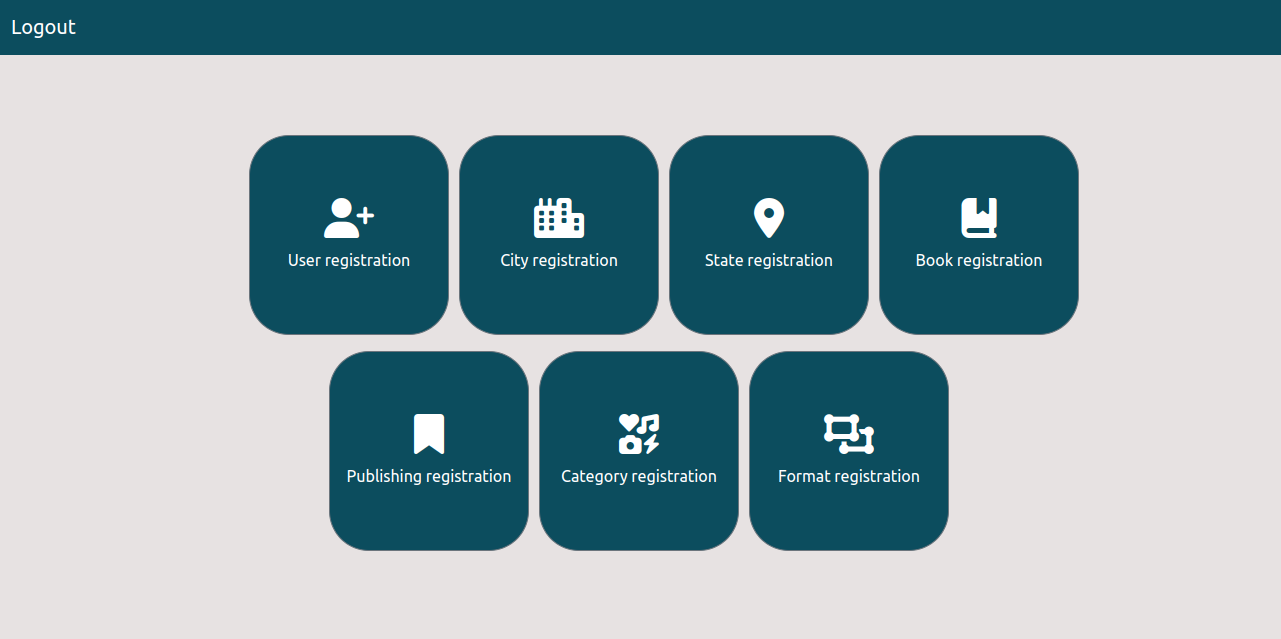 Logout
User registration
City registration
State registration
Book registration
Publishing registration
Category registration
Format registration